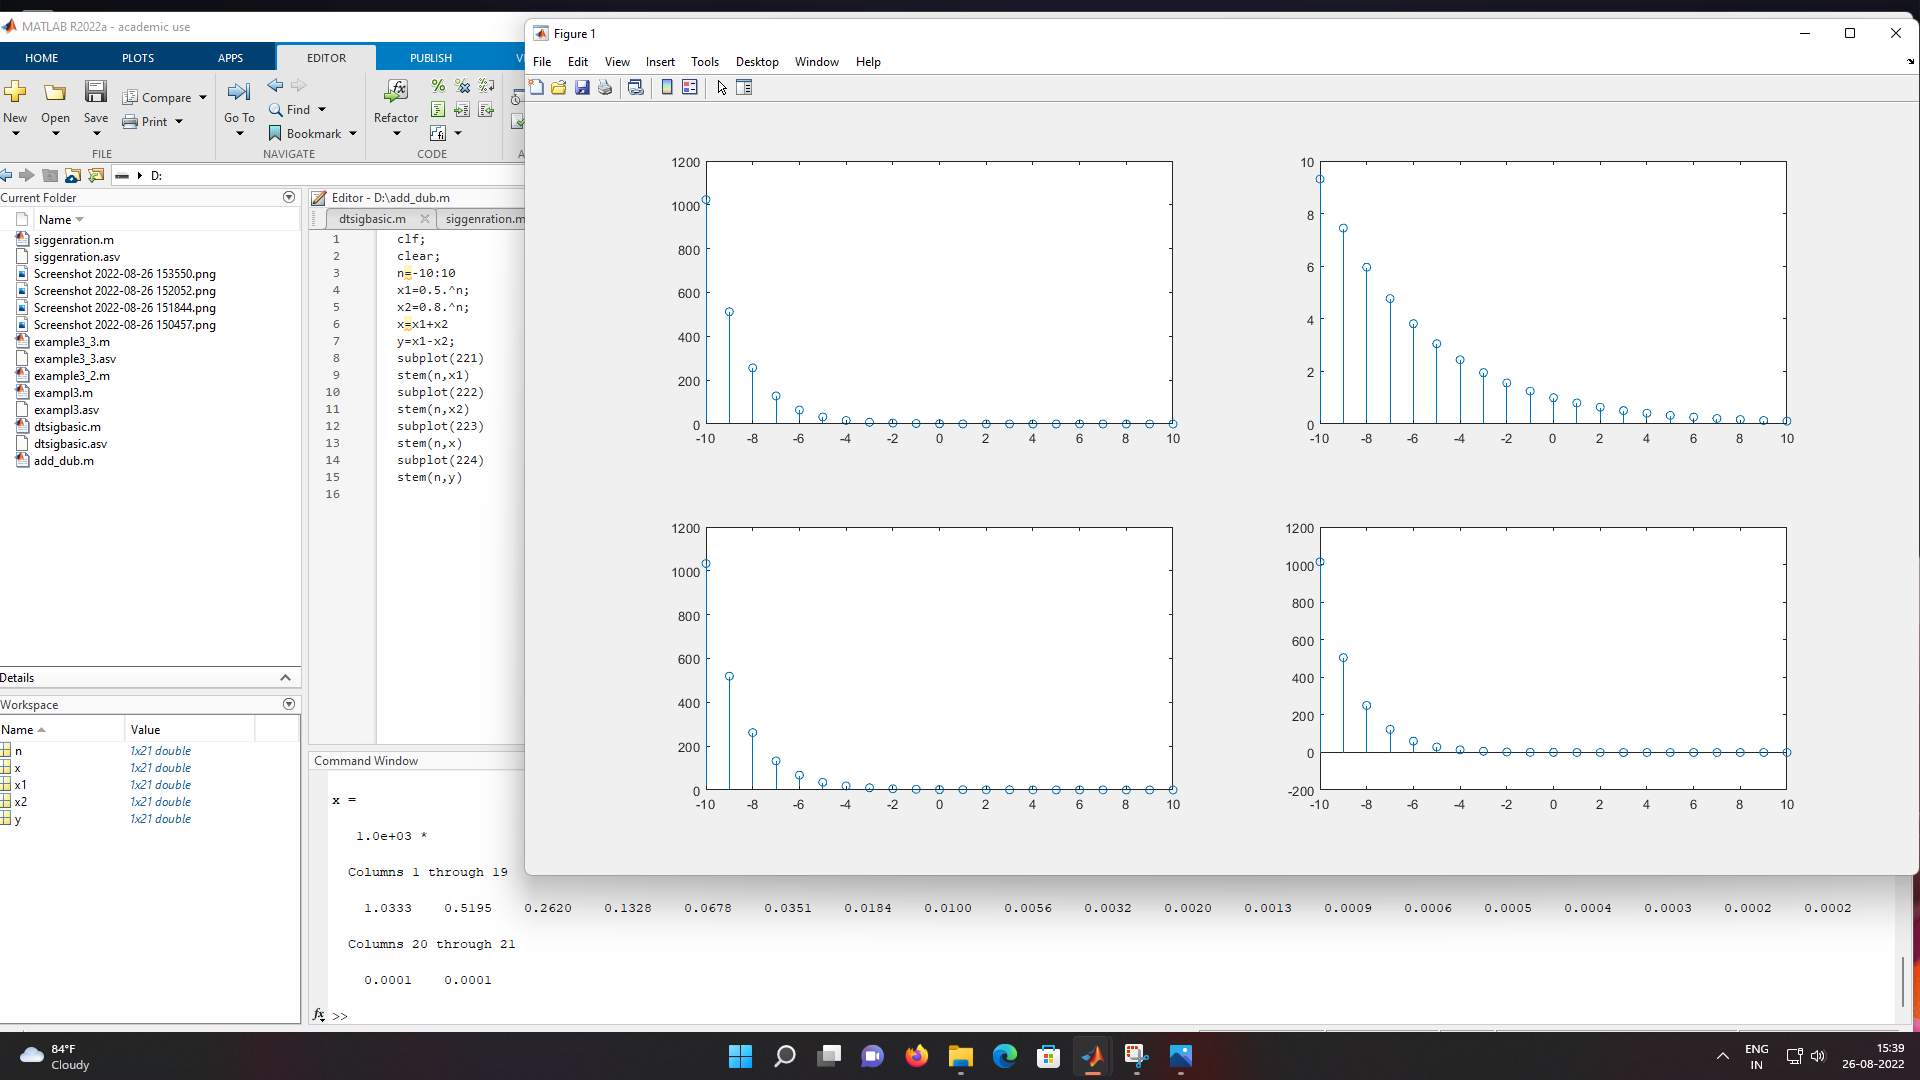 MATLAB R2022a - academic use
HOME
PLOTS
APPS
EDITOR
PUBLISH
New
Open
Save
Compare
Print
Go To
Find
Bookmark
Refactor
FILE
NAVIGATE
CODE
D:
Current Folder
Name
siggenration.m
siggenration.asv
Screenshot 2022-08-26 153550.png
Screenshot 2022-08-26 152052.png
Screenshot 2022-08-26 151844.png
Screenshot 2022-08-26 150457.png
example3_3.m
example3_3.asv
example3_2.m
exampl3.m
exampl3.asv
dtsigbasic.m
dtsigbasic.asv
add_dub.m
Details
Workspace
Name Value
n 1x21 double
x 1x21 double
x1 1x21 double
x2 1x21 double
y 1x21 double
Editor - D:\add_dub.m
dtsigbasic.m
siggenration.m
1 clf;
2 clear;
3 n=-10:10
4 x1=0.5.^n;
5 x2=0.8.^n;
6 x=x1+x2
7 y=x1-x2;
8 subplot(221)
9 stem(n,x1)
10 subplot(222)
11 stem(n,x2)
12 subplot(223)
13 stem(n,x)
14 subplot(224)
15 stem(n,y)
16
Figure 1
File Edit View Insert Tools Desktop Window Help
1200
1000
800
600
400
200
0
-10 -8 -6 -4 -2 0 2 4 6 8 10
10
8
6
4
2
0
-10 -8 -6 -4 -2 0 2 4 6 8 10
1200
1000
800
600
400
200
0
-10 -8 -6 -4 -2 0 2 4 6 8 10
1200
1000
800
600
400
200
0
-200
-10 -8 -6 -4 -2 0 2 4 6 8 10
Command Window
x =
1.0e+03 *
Columns 1 through 19
1.0333 0.5195 0.2620 0.1328 0.0678 0.0351 0.0184 0.0100 0.0056 0.0032 0.0020 0.0013 0.0009 0.0006 0.0005 0.0004 0.0003 0.0002 0.0002
Columns 20 through 21
0.0001 0.0001
fx >>
84°F
Cloudy
ENG
IN
15:39
26-08-2022